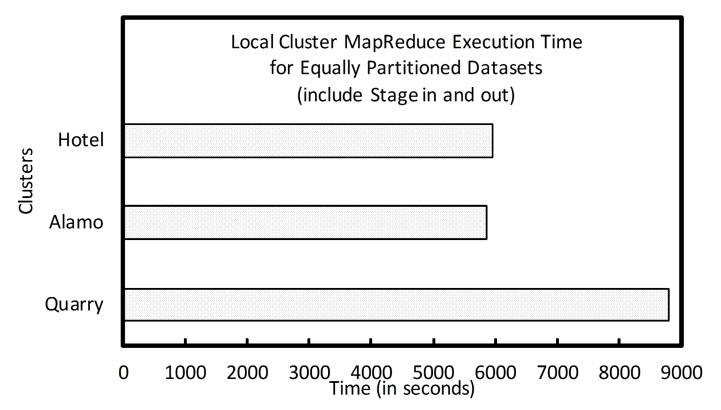 Local Cluster MapReduce Execution Time
for Equally Partitioned Datasets
(include Stage in and out)
Clusters
Hotel
Alamo
Quarry
0 1000 2000 3000 4000 5000 6000 7000 8000 9000
Time (in seconds)